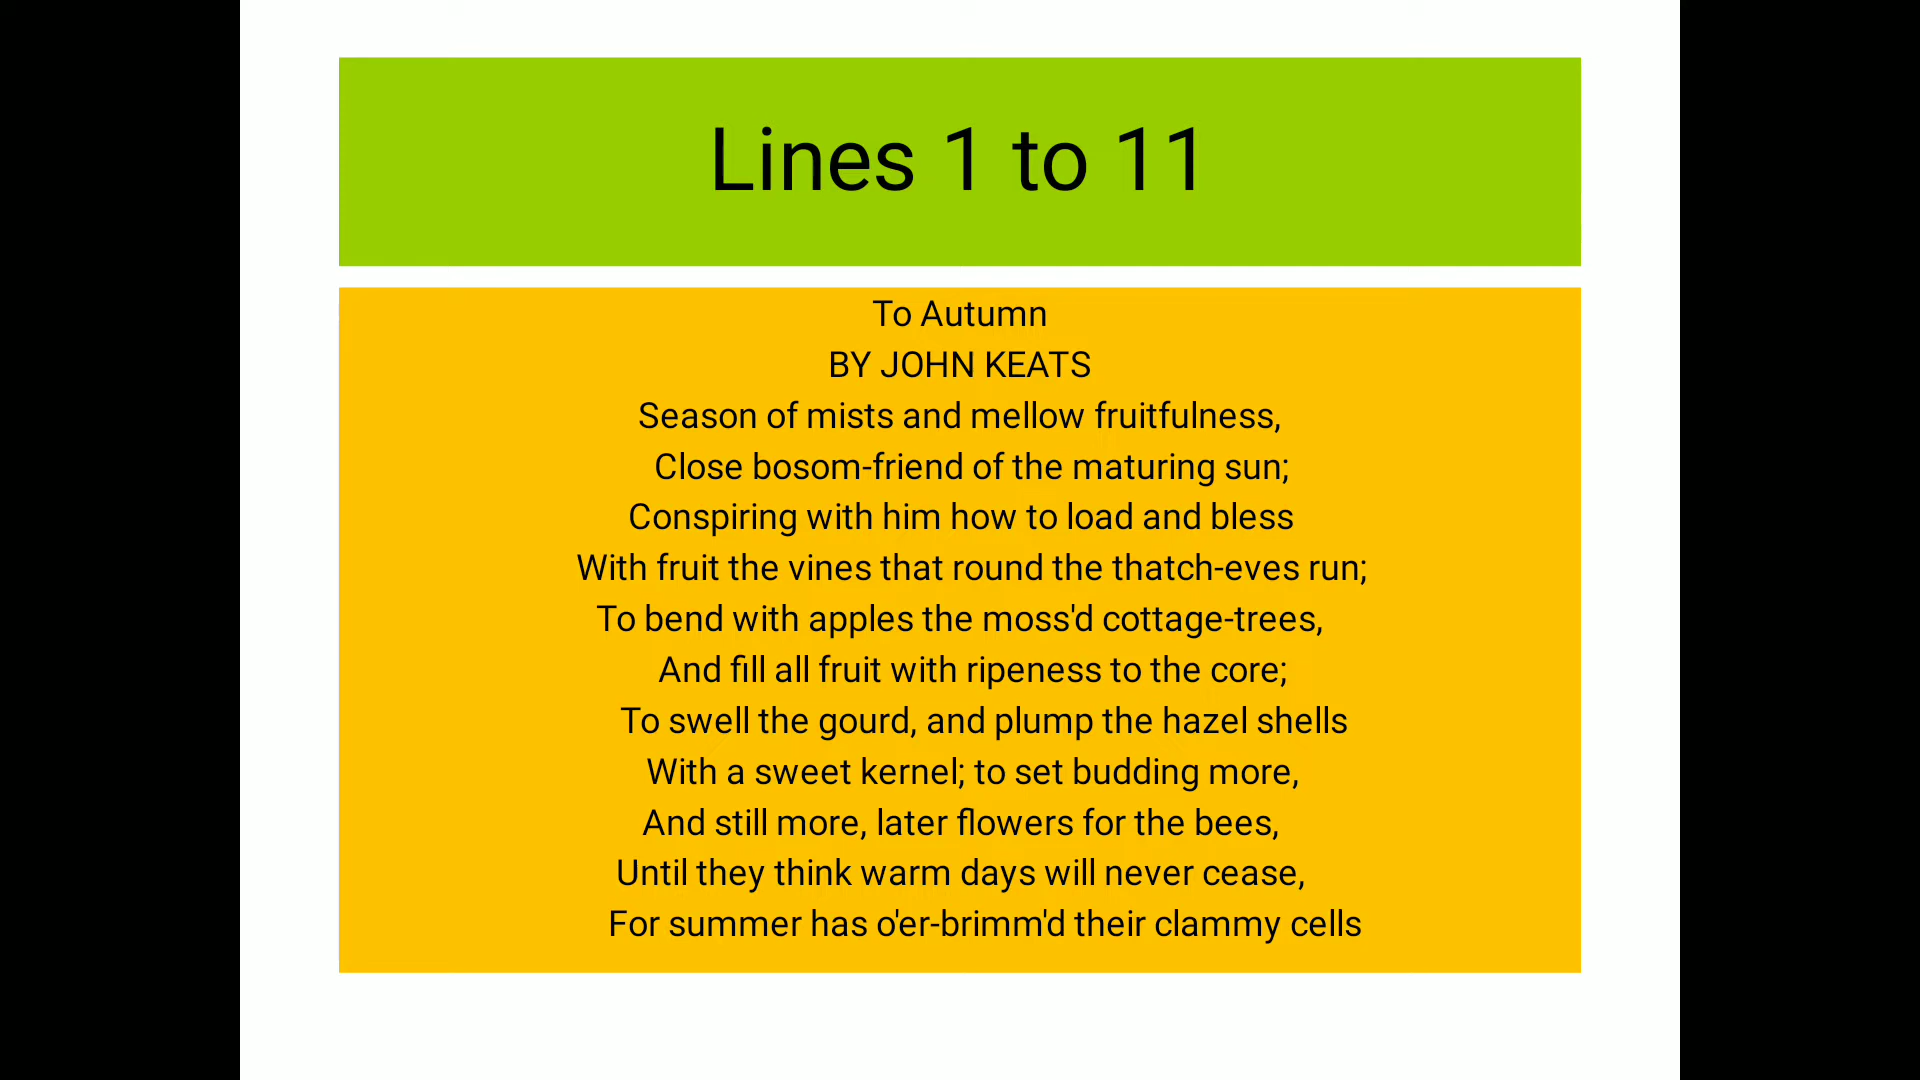 Lines 1 to 11
To Autumn
BY JOHN KEATS
Season of mists and mellow fruitfulness,
Close bosom-friend of the maturing sun;
Conspiring with him how to load and bless
With fruit the vines that round the thatch-eves run;
To bend with apples the moss'd cottage-trees,
And fill all fruit with ripeness to the core;
To swell the gourd, and plump the hazel shells
With a sweet kernel; to set budding more,
And still more, later flowers for the bees,
Until they think warm days will never cease,
For summer has o'er-brimm'd their clammy cells